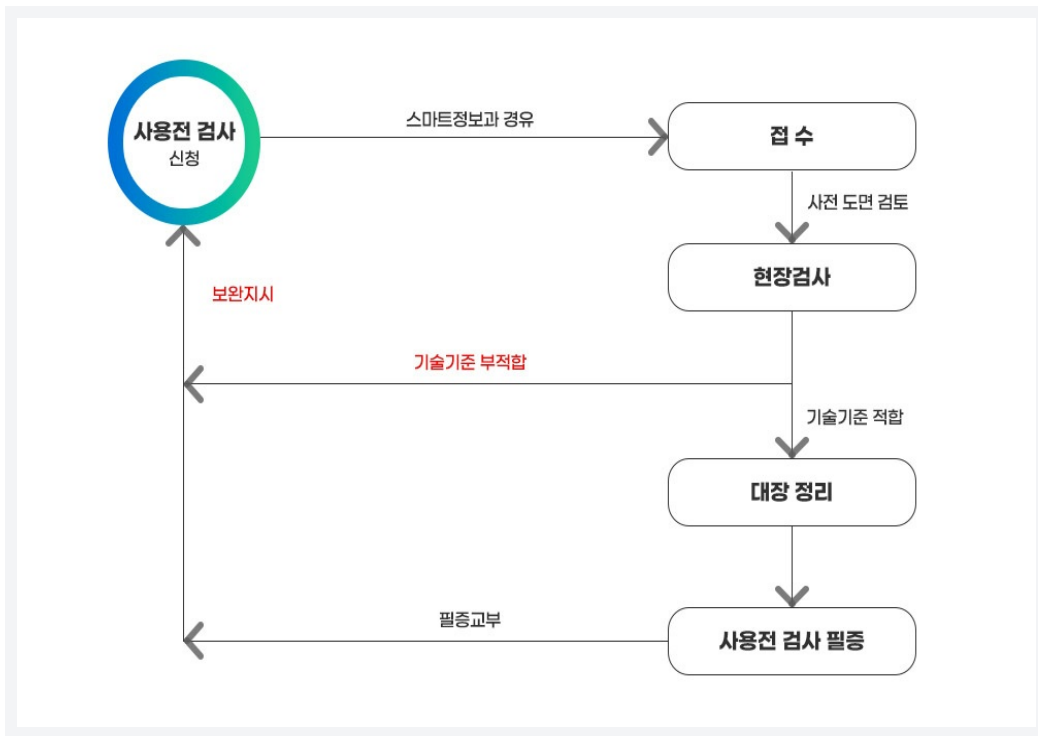 사용전 검사
신청
스마트정보과 경유
접 수
사전 도면 검토
현장검사
보완지시
기술기준 부적합
기술기준 적합
대장 정리
필증교부
사용전 검사 필증